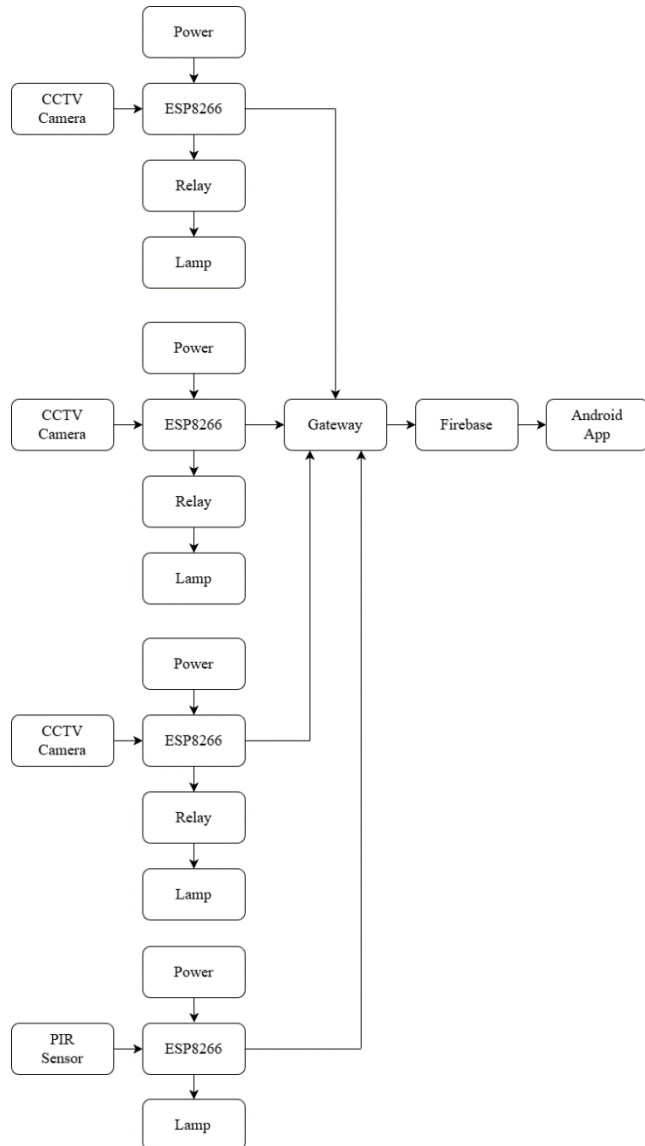 Power
CCTV
Camera
ESP8266
Relay
Lamp
Power
CCTV
Camera
ESP8266
Gateway
Firebase
Android
App
Relay
Lamp
Power
CCTV
Camera
ESP8266
Relay
Lamp
Power
PIR
Sensor
ESP8266
Lamp